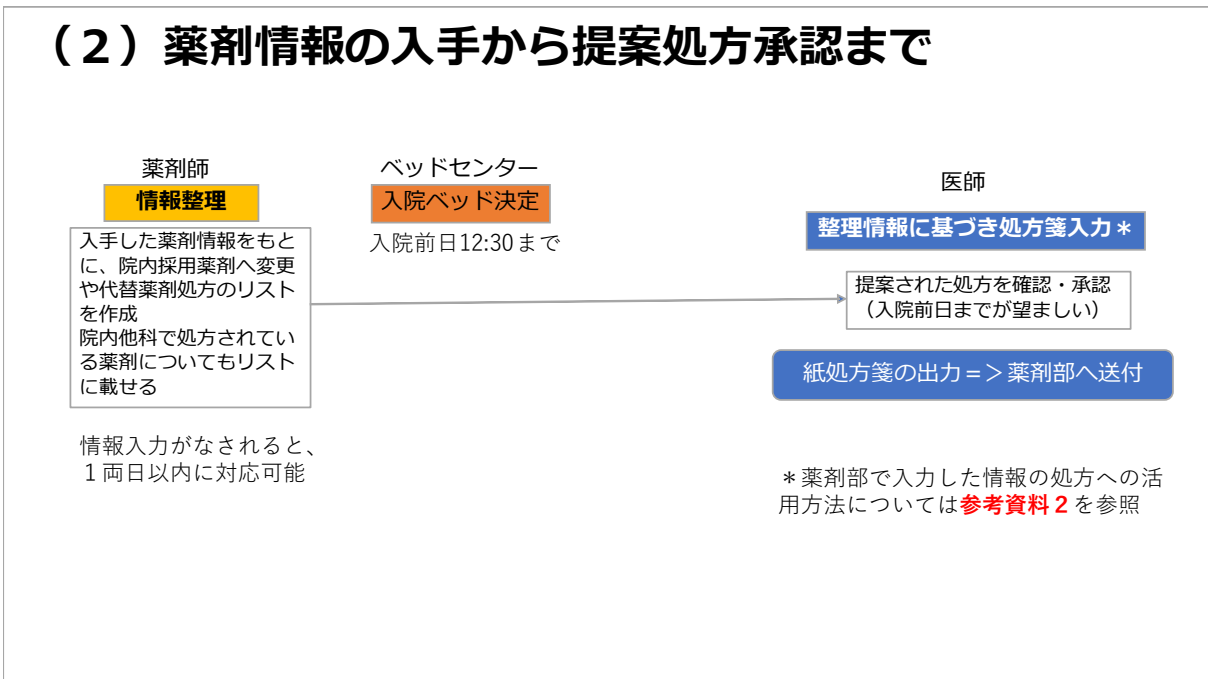 （２）薬剤情報の入手から提案処方承認まで
薬剤師
情報整理
入手した薬剤情報をもと
に、院内採用薬剤へ変更
や代替薬剤処方のリスト
を作成
院内他科で処方されてい
る薬剤についてもリスト
に載せる
情報入力がなされると、
１両日以内に対応可能
ベッドセンター
入院ベッド決定
入院前日12:30まで
医師
整理情報に基づき処方箋入力＊
提案された処方を確認・承認
（入院前日までが望ましい）
紙処方箋の出力＝＞薬剤部へ送付
＊薬剤部で入力した情報の処方への活
用方法については参考資料２を参照